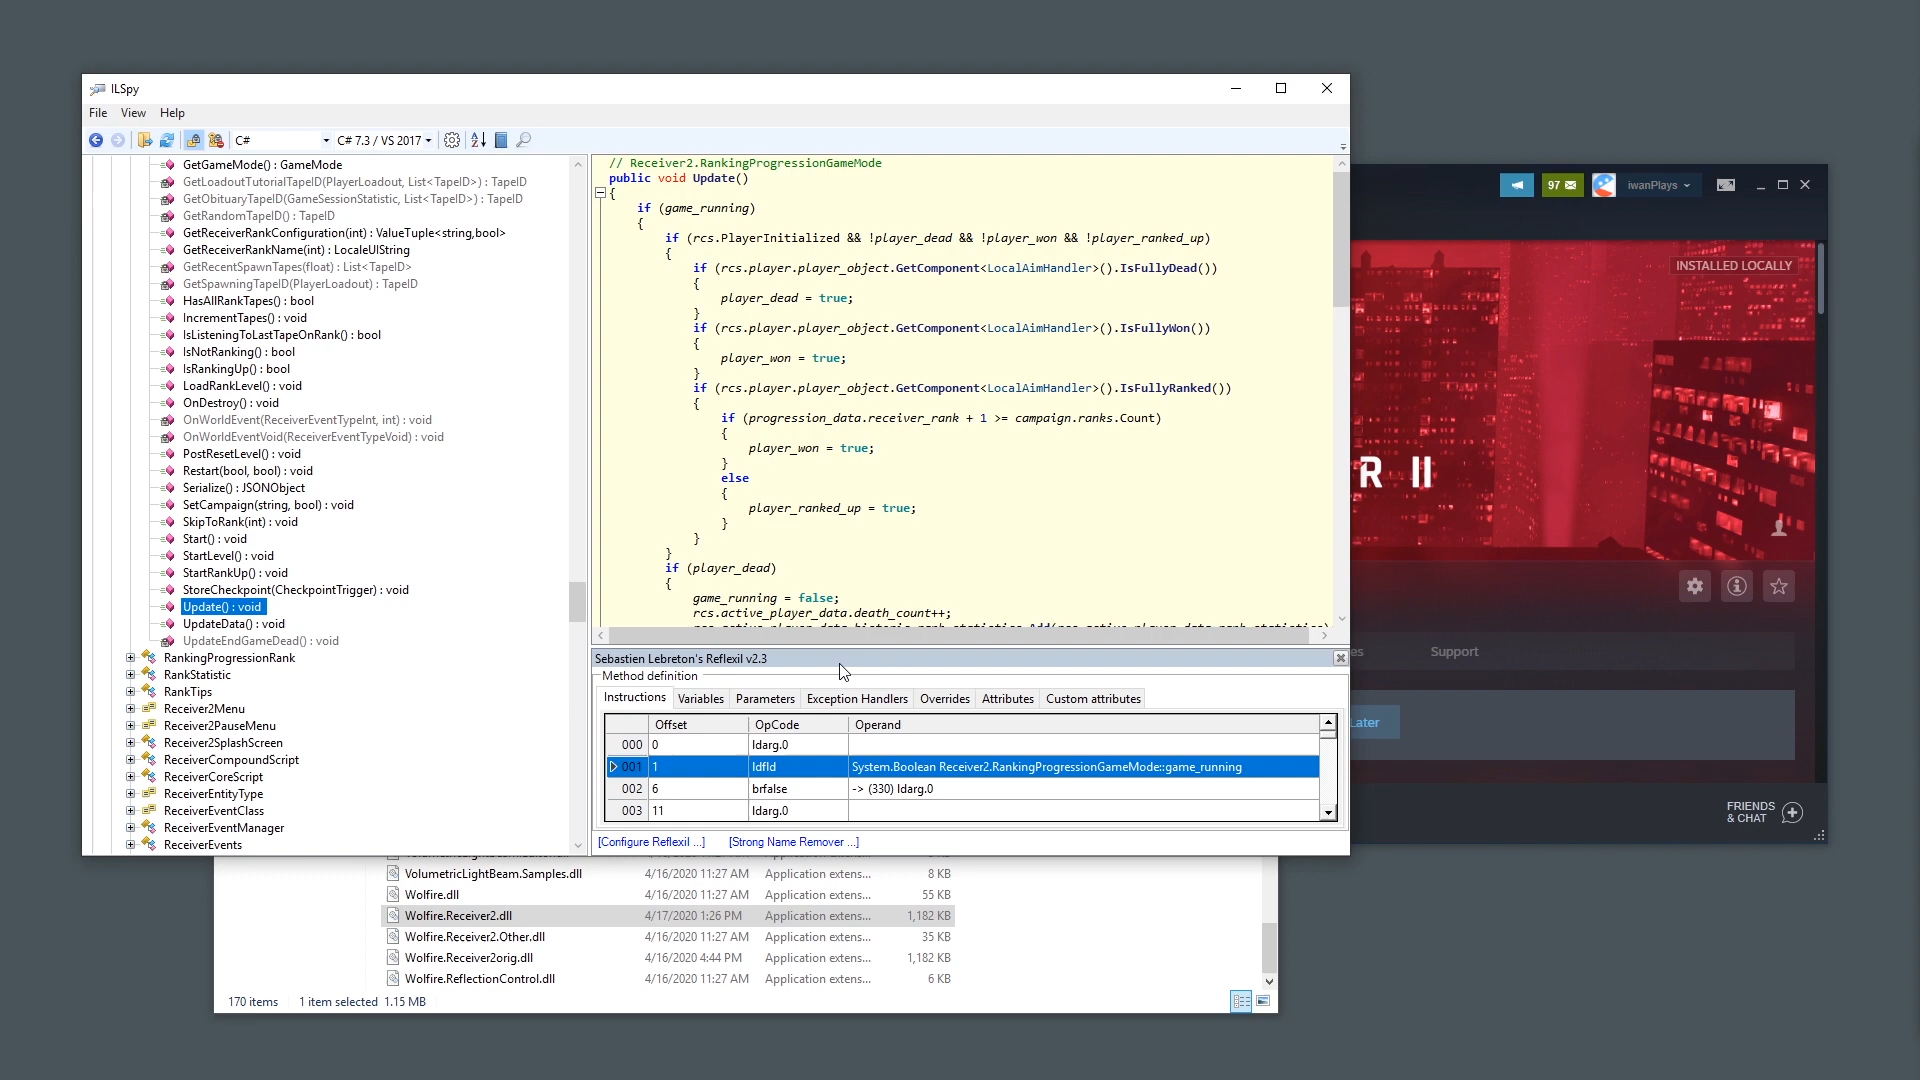 ILSpy
File View Help
C# C# 7.3 / VS 2017
GetGameMode() : GameMode
GetLoadoutTutorialTapeID(PlayerLoadout, List<TapeID>) : TapeID
GetObituaryTapeID(GameSessionStatistic, List<TapeID>) : TapeID
GetRandomTapeID() : TapeID
GetReceiverRankConfiguration(int) : ValueTuple<string,bool>
GetReceiverRankName(int) : LocaleUIString
GetRecentSpawnTapes(float) : List<TapeID>
GetSpawningTapeID(PlayerLoadout) : TapeID
HasAllRankTapes() : bool
IncrementTapes() : void
IsListeningToLastTapeOnRank() : bool
IsNotRanking() : bool
IsRankingUp() : bool
LoadRankLevel() : void
OnDestroy() : void
OnWorldEvent(ReceiverEventTypeInt, int) : void
OnWorldEventVoid(ReceiverEventTypeVoid) : void
PostResetLevel() : void
Restart(bool, bool) : void
Serialize() : JSONObject
SetCampaign(string, bool) : void
SkipToRank(int) : void
Start() : void
StartLevel() : void
StartRankUp() : void
StoreCheckpoint(CheckpointTrigger) : void
Update() : void
UpdateData() : void
UpdateEndGameDead() : void
RankingProgressionRank
RankStatistic
RankTips
Receiver2Menu
Receiver2PauseMenu
Receiver2SplashScreen
ReceiverCompoundScript
ReceiverCoreScript
ReceiverEntityType
ReceiverEventClass
ReceiverEventManager
ReceiverEvents
// Receiver2.RankingProgressionGameMode
public void Update()
{
if (game_running)
{
if (rcs.PlayerInitialized && !player_dead && !player_won && !player_ranked_up)
{
if (rcs.player.player_object.GetComponent<LocalAimHandler>().IsFullyDead())
{
player_dead = true;
}
if (rcs.player.player_object.GetComponent<LocalAimHandler>().IsFullyWon())
{
player_won = true;
}
if (rcs.player.player_object.GetComponent<LocalAimHandler>().IsFullyRanked())
{
if (progression_data.receiver_rank + 1 >= campaign.ranks.Count)
{
player_won = true;
}
else
{
player_ranked_up = true;
}
}
}
if (player_dead)
{
game_running = false;
rcs.active_player_data.death_count++;
Sebastien Lebreton's Reflexil v2.3
Method definition
Instructions Variables Parameters Exception Handlers Overrides Attributes Custom attributes
Offset OpCode Operand
000 0 ldarg.0
001 1 ldfld System.Boolean Receiver2.RankingProgressionGameMode::game_running
002 6 brfalse -> (330) ldarg.0
003 11 ldarg.0
[Configure Reflexil ...] [Strong Name Remover ...]
97 iwanPlays
INSTALLED LOCALLY
R II
es Support
Later
FRIENDS
& CHAT
VolumetricLightBeam.Samples.dll 4/16/2020 11:27 AM Application extens... 8 KB
Wolfire.dll 4/16/2020 11:27 AM Application extens... 55 KB
Wolfire.Receiver2.dll 4/17/2020 1:26 PM Application extens... 1,182 KB
Wolfire.Receiver2.Other.dll 4/16/2020 11:27 AM Application extens... 35 KB
Wolfire.Receiver2orig.dll 4/16/2020 4:44 PM Application extens... 1,182 KB
Wolfire.ReflectionControl.dll 4/16/2020 11:27 AM Application extens... 6 KB
170 items 1 item selected 1.15 MB